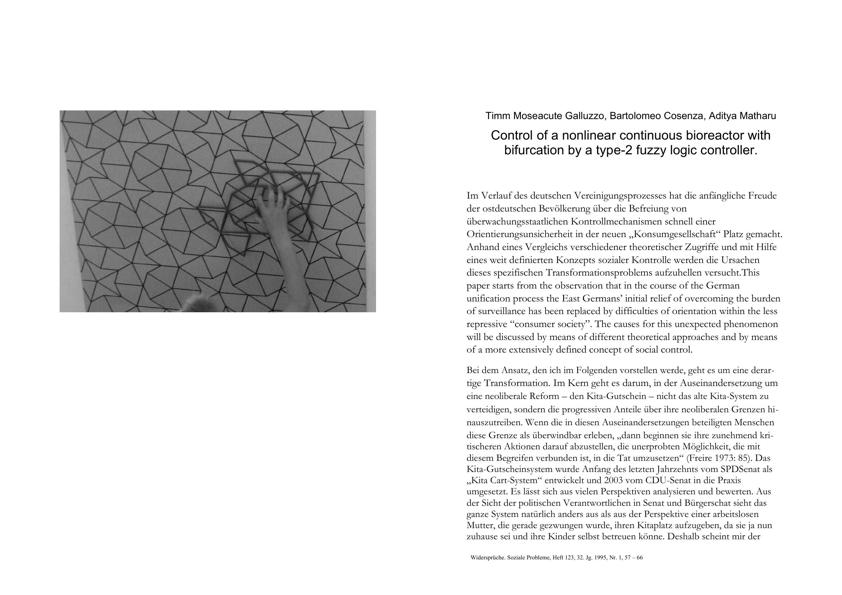 Timm Moseacute Galluzzo, Bartolomeo Cosenza, Aditya Matharu
Control of a nonlinear continuous bioreactor with
bifurcation by a type-2 fuzzy logic controller.
Im Verlauf des deutschen Vereinigungsprozesses hat die anfängliche Freude
der ostdeutschen Bevölkerung über die Befreiung von
überwachungsstaatlichen Kontrollmechanismen schnell einer
Orientierungsunsicherheit in der neuen „Konsumgesellschaft“ Platz gemacht.
Anhand eines Vergleichs verschiedener theoretischer Zugriffe und mit Hilfe
eines weit definierten Konzepts sozialer Kontrolle werden die Ursachen
dieses spezifischen Transformationsproblems aufzuhellen versucht.This
paper starts from the observation that in the course of the German
unification process the East Germans’ initial relief of overcoming the burden
of surveillance has been replaced by difficulties of orientation within the less
repressive “consumer society”. The causes for this unexpected phenomenon
will be discussed by means of different theoretical approaches and by means
of a more extensively defined concept of social control.
Bei dem Ansatz, den ich im Folgenden vorstellen werde, geht es um eine derar-
tige Transformation. Im Kern geht es darum, in der Auseinandersetzung um
eine neoliberale Reform – den Kita-Gutschein – nicht das alte Kita-System zu
verteidigen, sondern die progressiven Anteile über ihre neoliberalen Grenzen hi-
nauszutreiben. Wenn die in diesen Auseinandersetzungen beteiligten Menschen
diese Grenze als überwindbar erleben, „dann beginnen sie ihre zunehmend kri-
tischeren Aktionen darauf abzustellen, die unerprobten Möglichkeit, die mit
diesem Begreifen verbunden ist, in die Tat umzusetzen“ (Freire 1973: 85). Das
Kita-Gutscheinsystem wurde Anfang des letzten Jahrzehnts vom SPDSenat als
„Kita Cart-System“ entwickelt und 2003 vom CDU-Senat in die Praxis
umgesetzt. Es lässt sich aus vielen Perspektiven analysieren und bewerten. Aus
der Sicht der politischen Verantwortlichen in Senat und Bürgerschat sieht das
ganze System natürlich anders aus als aus der Perspektive einer arbeitslosen
Mutter, die gerade gezwungen wurde, ihren Kitaplatz aufzugeben, da sie ja nun
zuhause sei und ihre Kinder selbst betreuen könne. Deshalb scheint mir der
Widersprüche. Soziale Probleme, Heft 123, 32. Jg. 1995, Nr. 1, 57 – 66